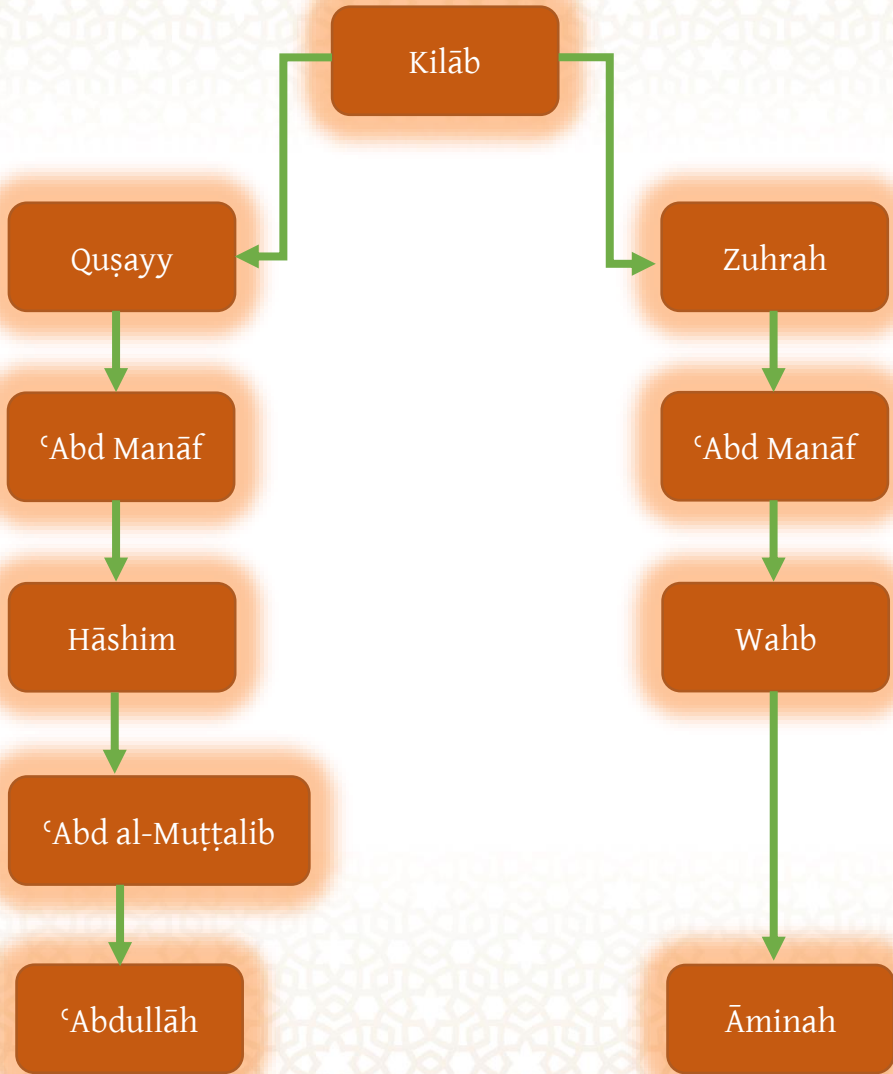 Kilāb
Quṣayy
Zuhrah
ʿAbd Manāf
ʿAbd Manāf
Hāshim
Wahb
ʿAbd al-Muṭṭalib
ʿAbdullāh
Āminah